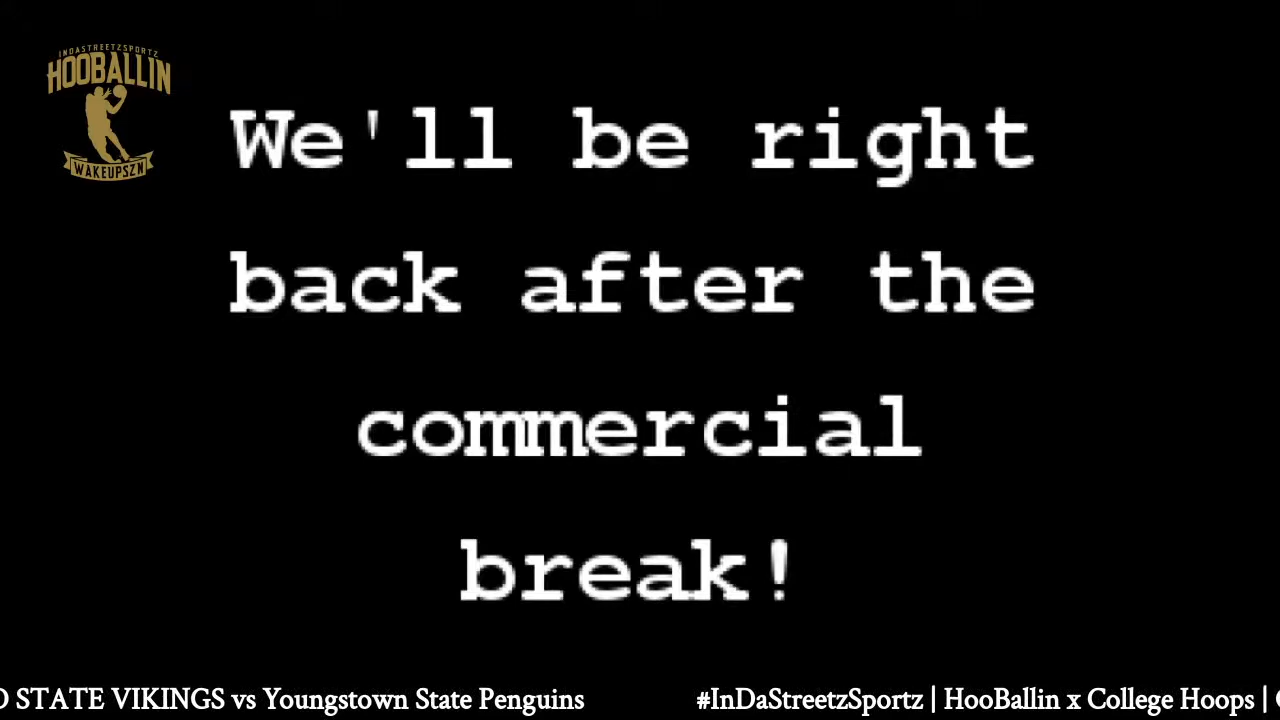 INDASTREETZSPORTZ
HOOBALLIN
WAKEUPSZN
We'll be right
back after the
commercial
break!
STATE VIKINGS vs Youngstown State Penguins #InDaStreetzSportz | HooBallin x College Hoops |